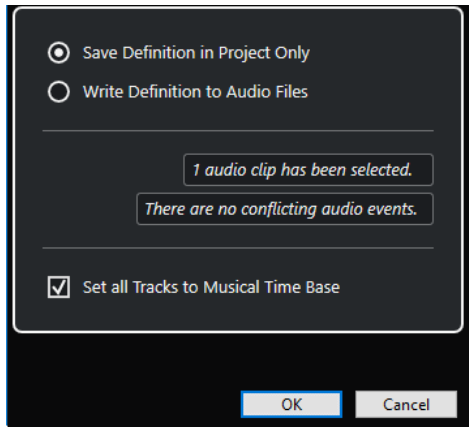 Save Definition in Project Only
Write Definition to Audio Files
1 audio clip has been selected.
There are no conflicting audio events.
Set all Tracks to Musical Time Base
OK Cancel